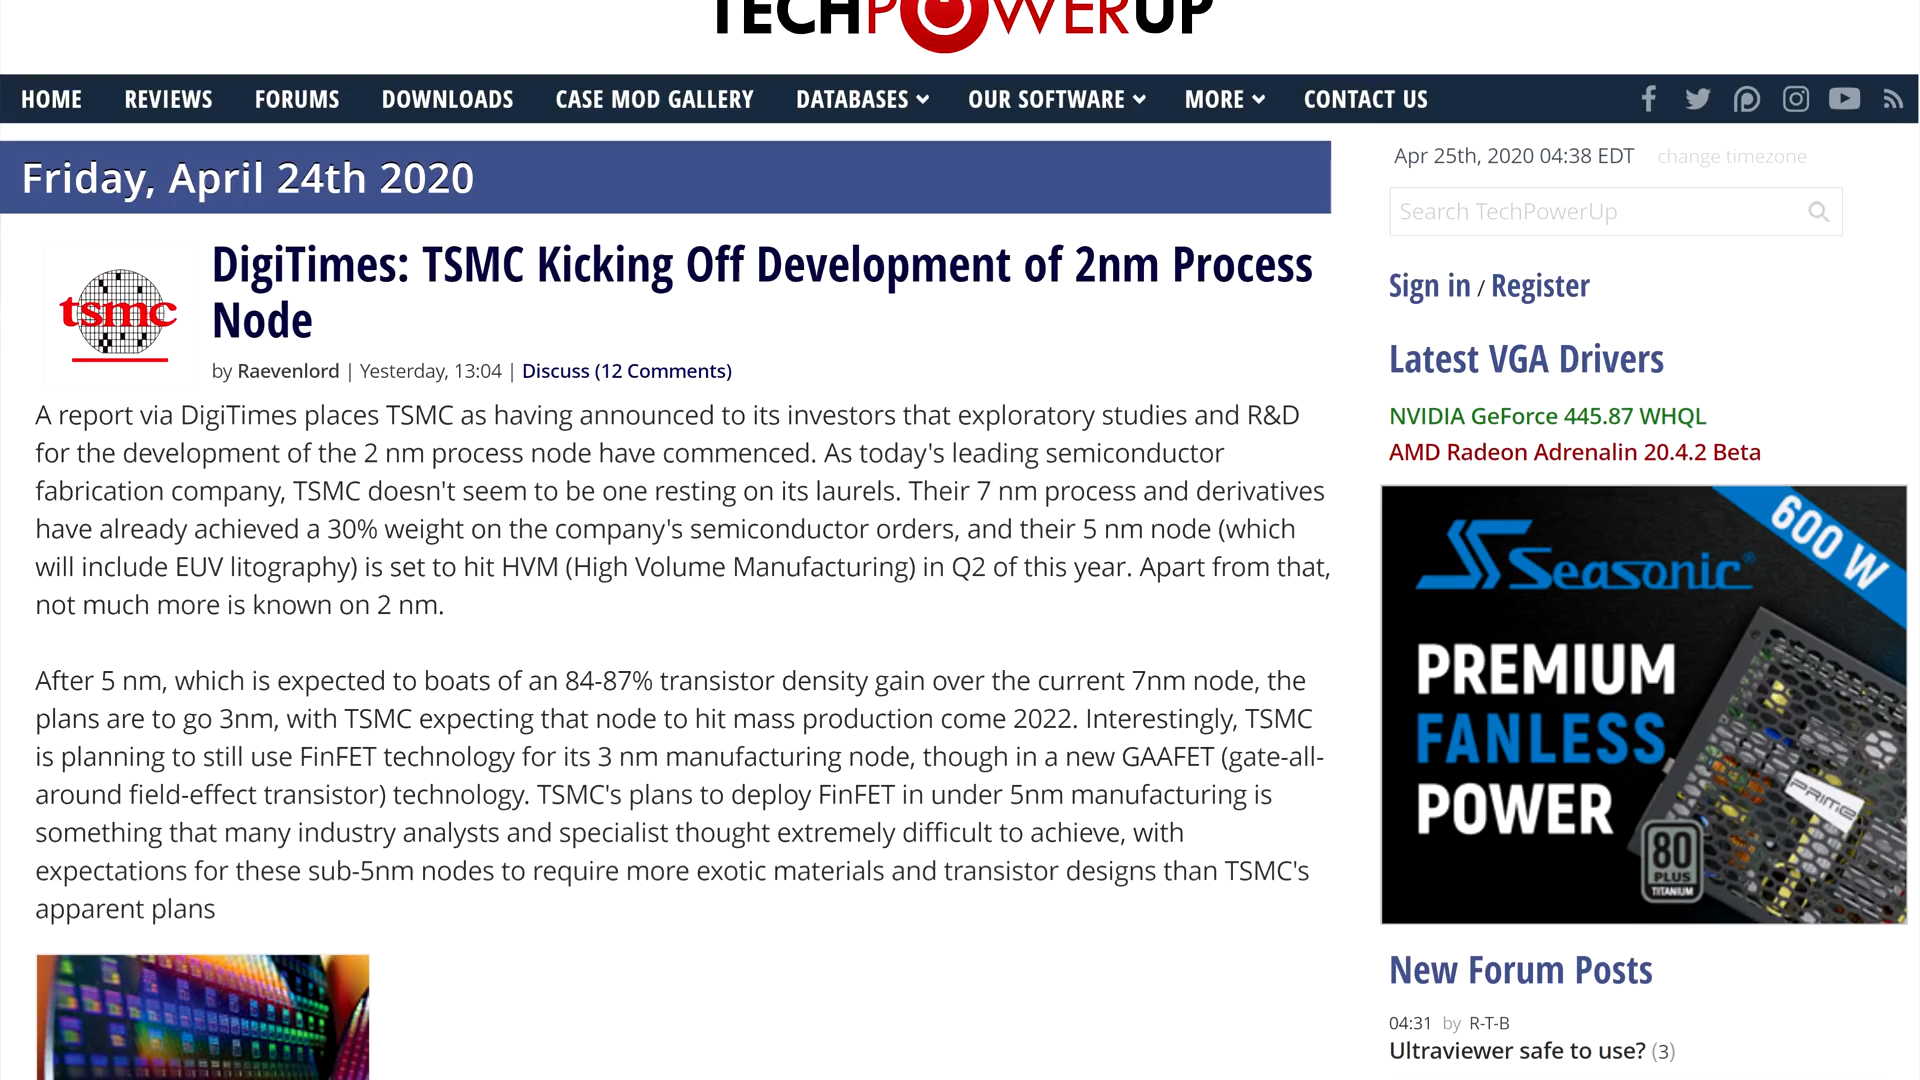 TECHPOWERUP
HOME REVIEWS FORUMS DOWNLOADS CASE MOD GALLERY DATABASES OUR SOFTWARE MORE CONTACT US
Friday, April 24th 2020
tsmc
DigiTimes: TSMC Kicking Off Development of 2nm Process
Node
by Raevenlord | Yesterday, 13:04 | Discuss (12 Comments)
A report via DigiTimes places TSMC as having announced to its investors that exploratory studies and R&D
for the development of the 2 nm process node have commenced. As today's leading semiconductor
fabrication company, TSMC doesn't seem to be one resting on its laurels. Their 7 nm process and derivatives
have already achieved a 30% weight on the company's semiconductor orders, and their 5 nm node (which
will include EUV litography) is set to hit HVM (High Volume Manufacturing) in Q2 of this year. Apart from that,
not much more is known on 2 nm.
After 5 nm, which is expected to boats of an 84-87% transistor density gain over the current 7nm node, the
plans are to go 3nm, with TSMC expecting that node to hit mass production come 2022. Interestingly, TSMC
is planning to still use FinFET technology for its 3 nm manufacturing node, though in a new GAAFET (gate-all-
around field-effect transistor) technology. TSMC's plans to deploy FinFET in under 5nm manufacturing is
something that many industry analysts and specialist thought extremely difficult to achieve, with
expectations for these sub-5nm nodes to require more exotic materials and transistor designs than TSMC's
apparent plans
Apr 25th, 2020 04:38 EDT change timezone
Search TechPowerUp
Sign in / Register
Latest VGA Drivers
NVIDIA GeForce 445.87 WHQL
AMD Radeon Adrenalin 20.4.2 Beta
600 W
Seasonic®
PREMIUM
FANLESS
POWER
PRIME
80
PLUS
TITANIUM
New Forum Posts
04:31 by R-T-B
Ultraviewer safe to use? (3)